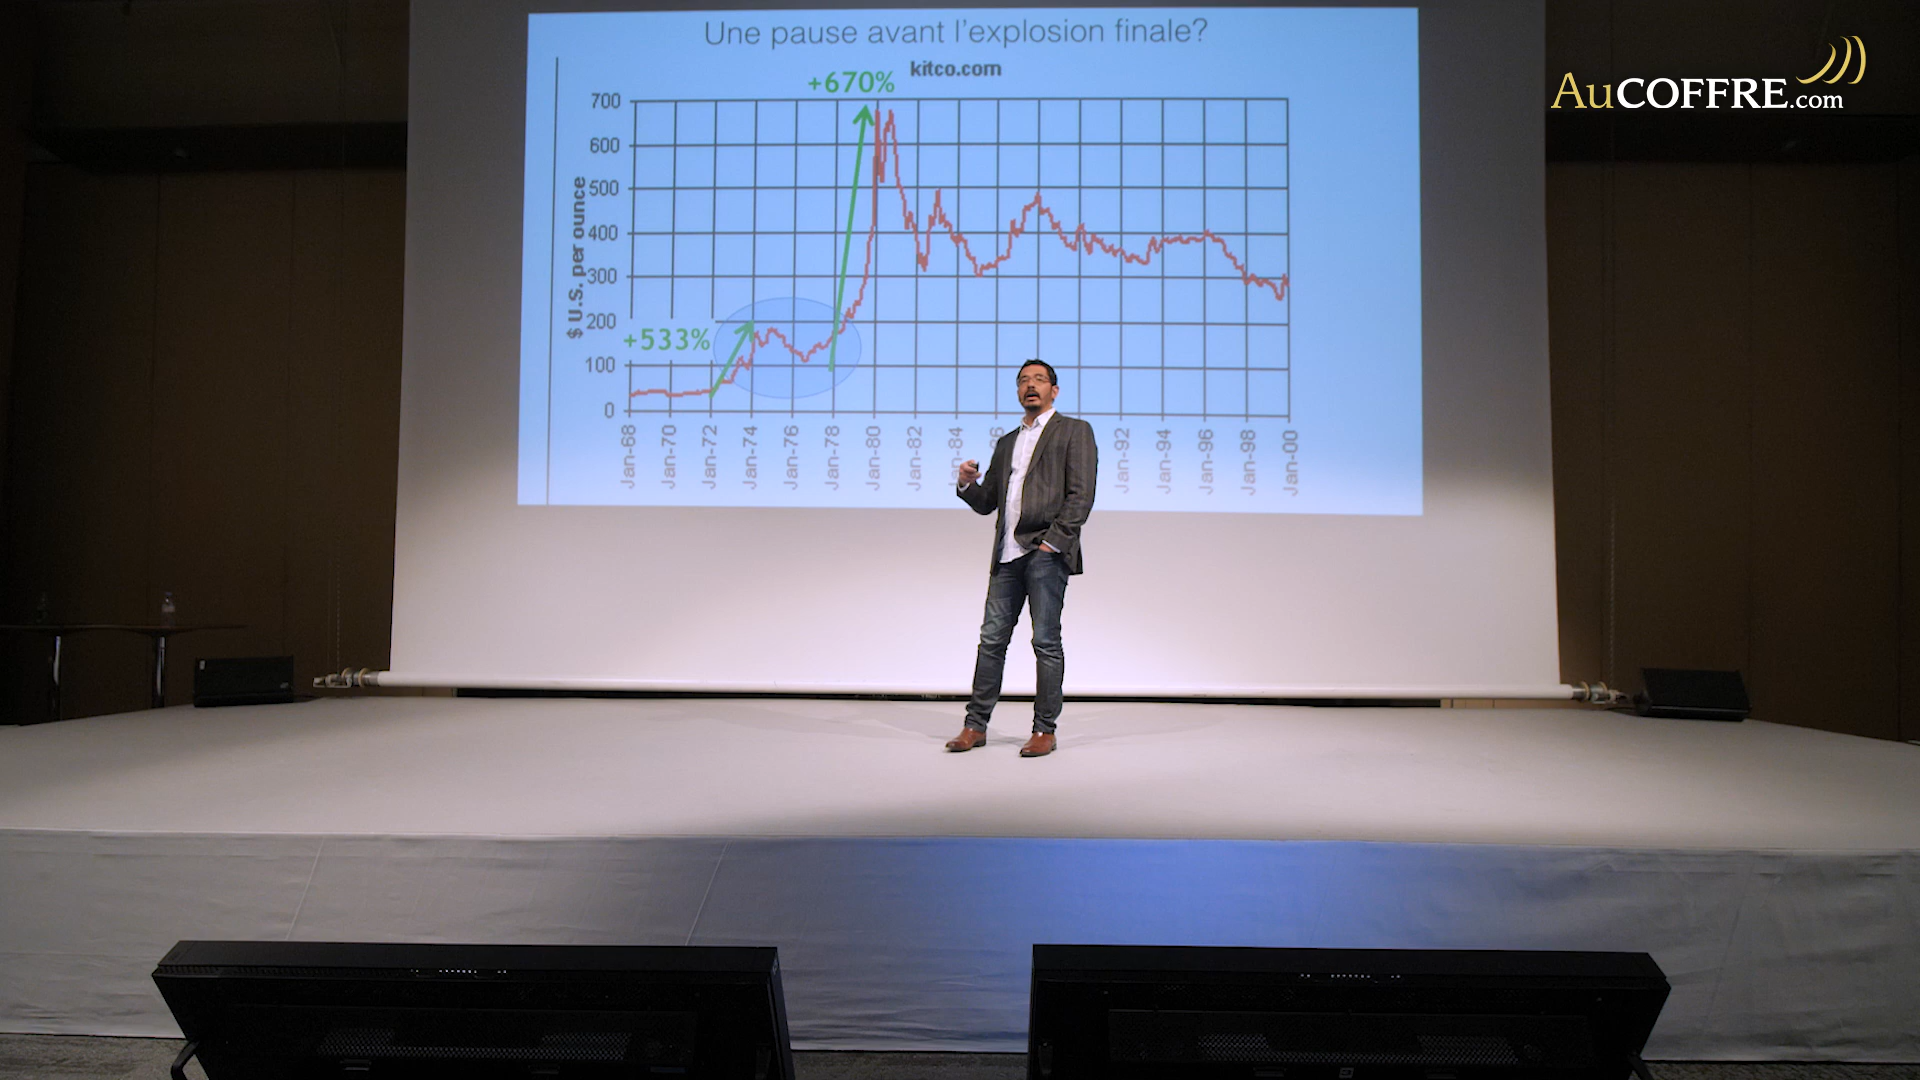 Une pause avant l'explosion finale?
kitco.com
AuCOFFRE.com
+670%
700
600
500
400
300
200
100
0
$ U.S. per ounce
+533%
Jan-68
Jan-70
Jan-72
Jan-74
Jan-76
Jan-78
Jan-80
Jan-82
Jan-84
Jan-92
Jan-94
Jan-96
Jan-98
Jan-00